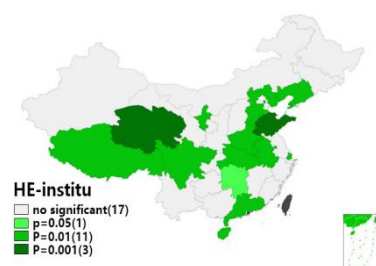 HE-institu
no significant(17)
p=0.05(1)
P=0.01(11)
P=0.001(3)